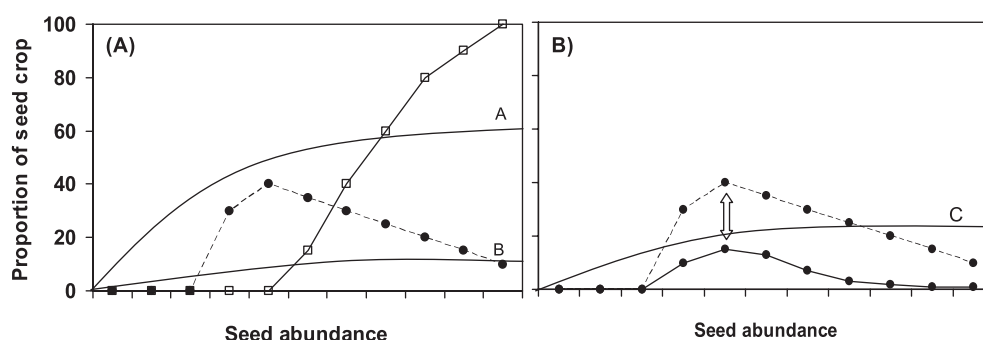 Proportion of seed crop
100
80
60
40
20
0
(A)
A
B
Seed abundance
B)
C
Seed abundance